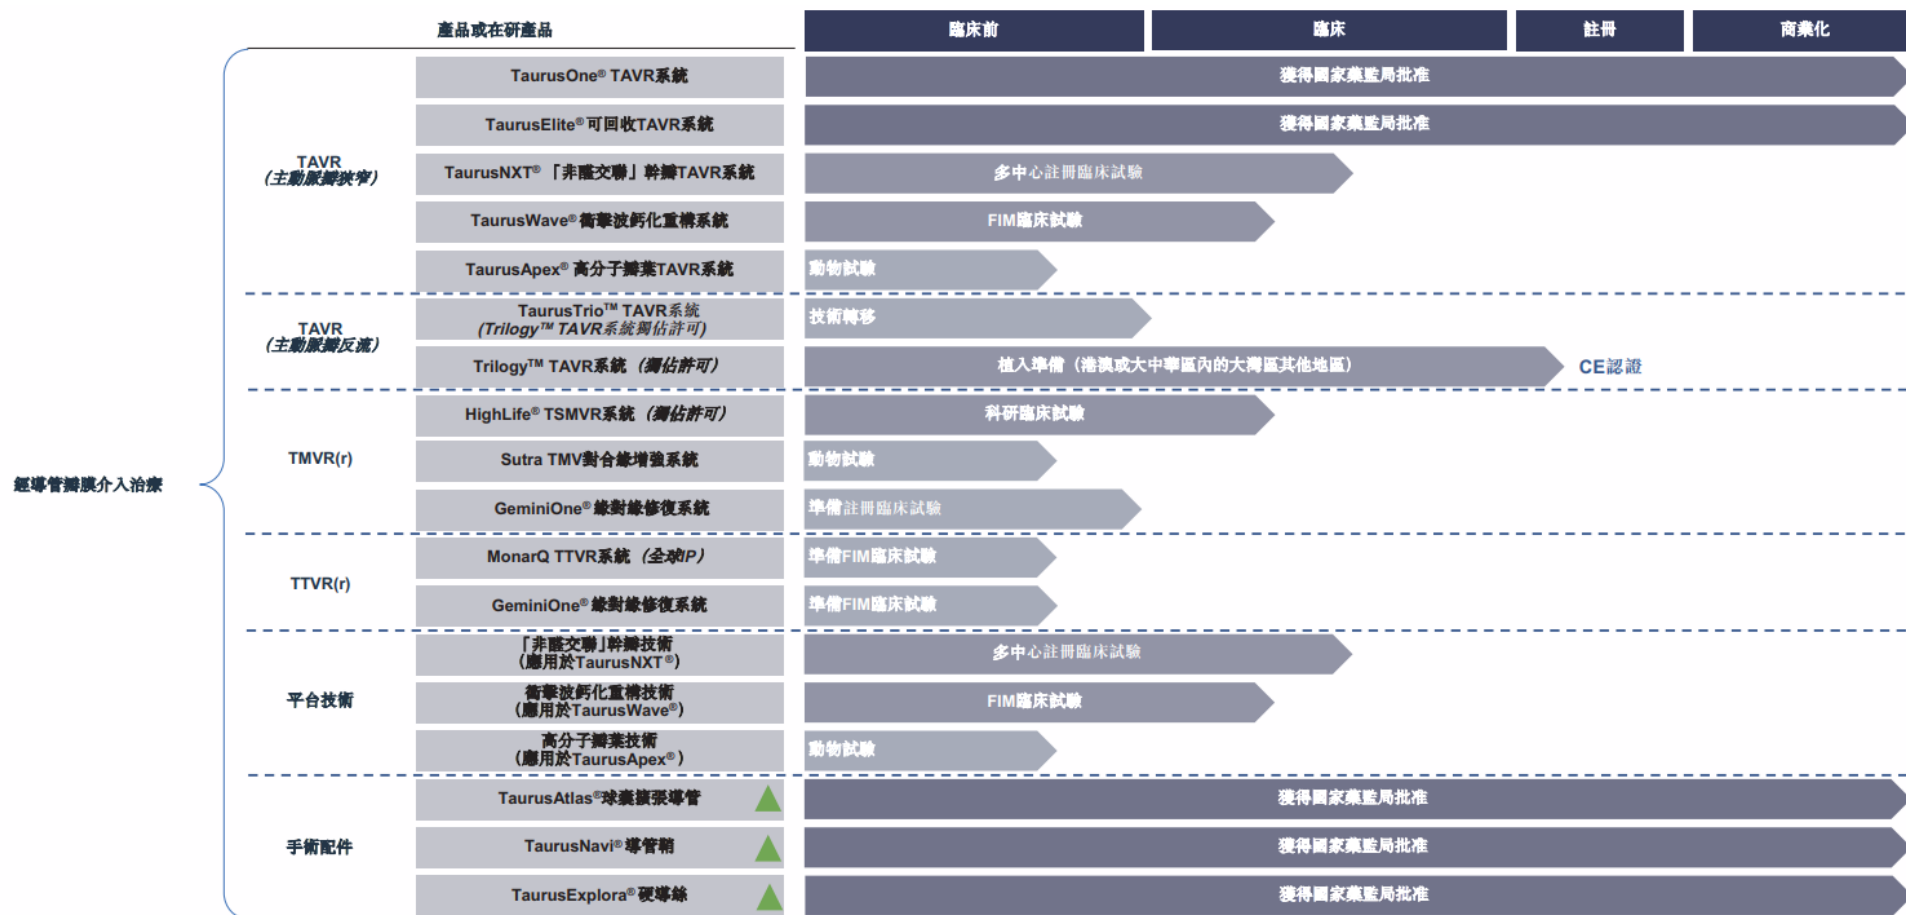 產品或在研產品
臨床前
臨床
註冊
商業化
經導管瓣膜介入治療
TAVR
（主動脈瓣狹窄）
TaurusOne® TAVR系統
獲得國家藥監局批准
TaurusElite® 可回收TAVR系統
獲得國家藥監局批准
TaurusNXT® 「非醛交聯」幹瓣TAVR系統
多中心註冊臨床試驗
TaurusWave® 衝擊波鈣化重構系統
FIM臨床試驗
TaurusApex® 高分子瓣葉TAVR系統
動物試驗
TAVR
（主動脈瓣反流）
TaurusTrio™ TAVR系統
(Trilogy™ TAVR系統獨佔許可)
技術轉移
Trilogy™ TAVR系統（獨佔許可）
植入準備（港澳或大中華區內的大灣區其他地區）
CE認證
TMVR(r)
HighLife® TSMVR系統（獨佔許可）
科研臨床試驗
Sutra TMV對合緣增強系統
動物試驗
GeminiOne® 緣對緣修復系統
準備註冊臨床試驗
TTVR(r)
MonarQ TTVR系統（全球IP）
準備FIM臨床試驗
GeminiOne® 緣對緣修復系統
準備FIM臨床試驗
平台技術
「非醛交聯」幹瓣技術
（應用於TaurusNXT®）
多中心註冊臨床試驗
衝擊波鈣化重構技術
（應用於TaurusWave®）
FIM臨床試驗
高分子瓣葉技術
（應用於TaurusApex®）
動物試驗
手術配件
TaurusAtlas®球囊擴張導管
獲得國家藥監局批准
TaurusNavi® 導管鞘
獲得國家藥監局批准
TaurusExplora® 硬導絲
獲得國家藥監局批准